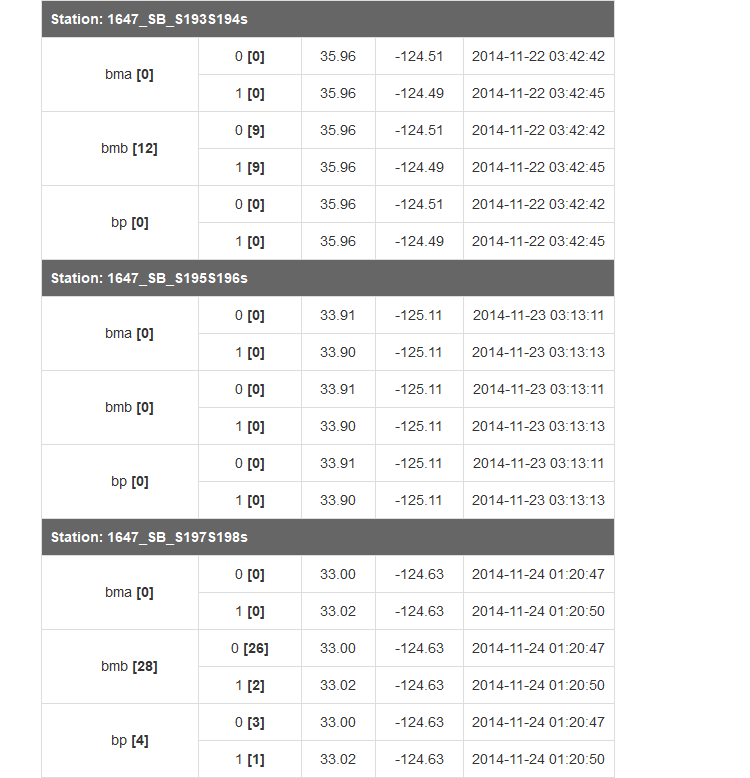 Station: 1647_SB_S193S194s
bma [0]
0 [0] 35.96 -124.51 2014-11-22 03:42:42
1 [0] 35.96 -124.49 2014-11-22 03:42:45
bmb [12]
0 [9] 35.96 -124.51 2014-11-22 03:42:42
1 [9] 35.96 -124.49 2014-11-22 03:42:45
bp [0]
0 [0] 35.96 -124.51 2014-11-22 03:42:42
1 [0] 35.96 -124.49 2014-11-22 03:42:45
Station: 1647_SB_S195S196s
bma [0]
0 [0] 33.91 -125.11 2014-11-23 03:13:11
1 [0] 33.90 -125.11 2014-11-23 03:13:13
bmb [0]
0 [0] 33.91 -125.11 2014-11-23 03:13:11
1 [0] 33.90 -125.11 2014-11-23 03:13:13
bp [0]
0 [0] 33.91 -125.11 2014-11-23 03:13:11
1 [0] 33.90 -125.11 2014-11-23 03:13:13
Station: 1647_SB_S197S198s
bma [0]
0 [0] 33.00 -124.63 2014-11-24 01:20:47
1 [0] 33.02 -124.63 2014-11-24 01:20:50
bmb [28]
0 [26] 33.00 -124.63 2014-11-24 01:20:47
1 [2] 33.02 -124.63 2014-11-24 01:20:50
bp [4]
0 [3] 33.00 -124.63 2014-11-24 01:20:47
1 [1] 33.02 -124.63 2014-11-24 01:20:50